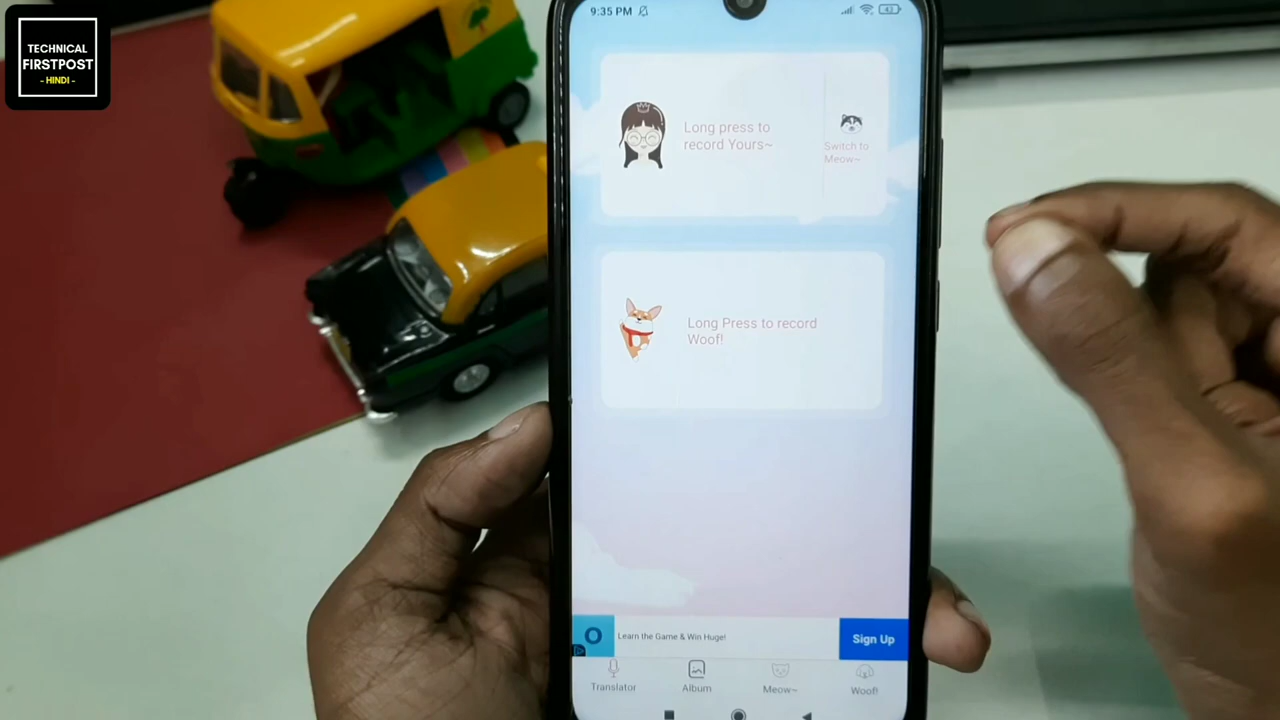 TECHNICAL
FIRSTPOST
- HINDI -
9:35 PM
42
Long press to
record Yours~
Switch to
Meow~
Long Press to record
Woof!
Learn the Game & Win Huge!
Sign Up
Translator
Album
Meow~
Woof!